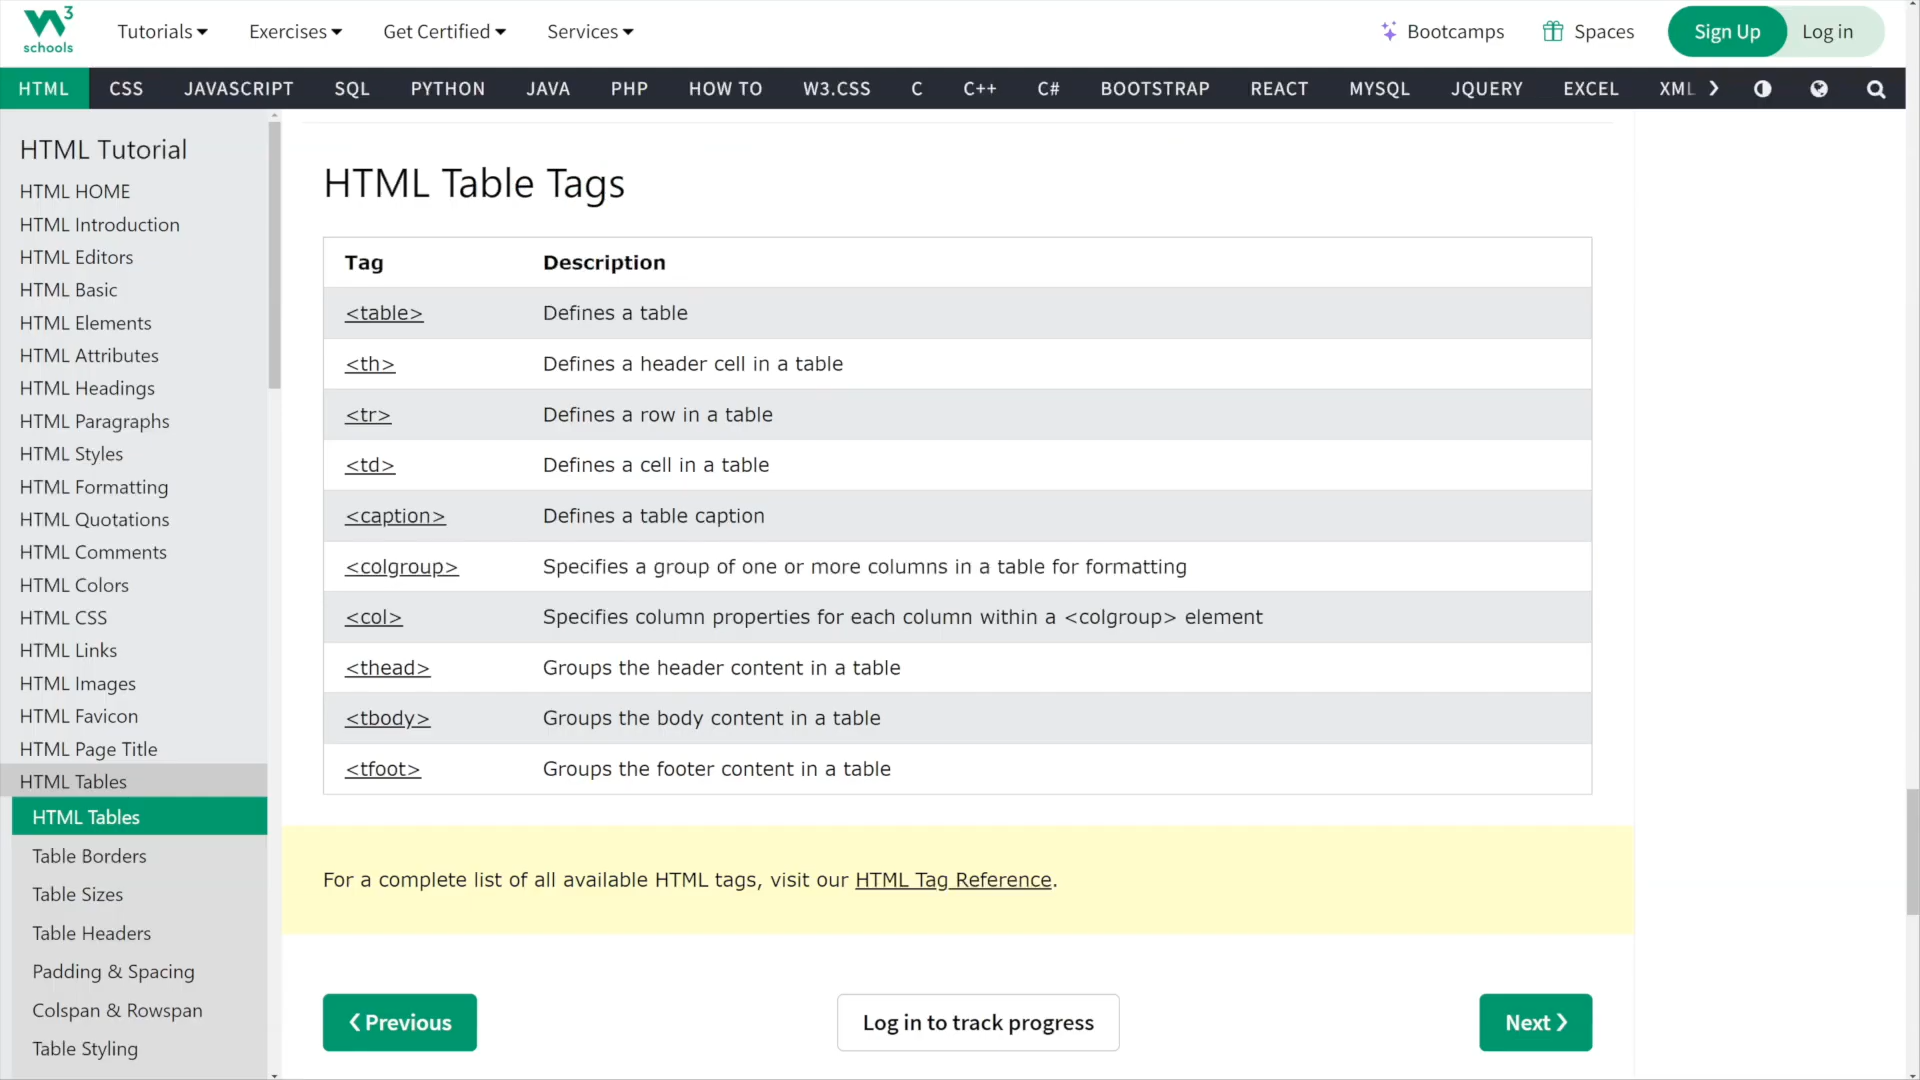 3
schools
Tutorials
Exercises
Get Certified
Services
Bootcamps
Spaces
Sign Up
Log in
HTML
CSS
JAVASCRIPT
SQL
PYTHON
JAVA
PHP
HOW TO
W3.CSS
C
C++
C#
BOOTSTRAP
REACT
MYSQL
JQUERY
EXCEL
XML
HTML Tutorial
HTML HOME
HTML Introduction
HTML Editors
HTML Basic
HTML Elements
HTML Attributes
HTML Headings
HTML Paragraphs
HTML Styles
HTML Formatting
HTML Quotations
HTML Comments
HTML Colors
HTML CSS
HTML Links
HTML Images
HTML Favicon
HTML Page Title
HTML Tables
HTML Tables
Table Borders
Table Sizes
Table Headers
Padding & Spacing
Colspan & Rowspan
Table Styling
HTML Table Tags
Tag Description
<table> Defines a table
<th> Defines a header cell in a table
<tr> Defines a row in a table
<td> Defines a cell in a table
<caption> Defines a table caption
<colgroup> Specifies a group of one or more columns in a table for formatting
<col> Specifies column properties for each column within a <colgroup> element
<thead> Groups the header content in a table
<tbody> Groups the body content in a table
<tfoot> Groups the footer content in a table
For a complete list of all available HTML tags, visit our HTML Tag Reference.
❮ Previous
Log in to track progress
Next ❯